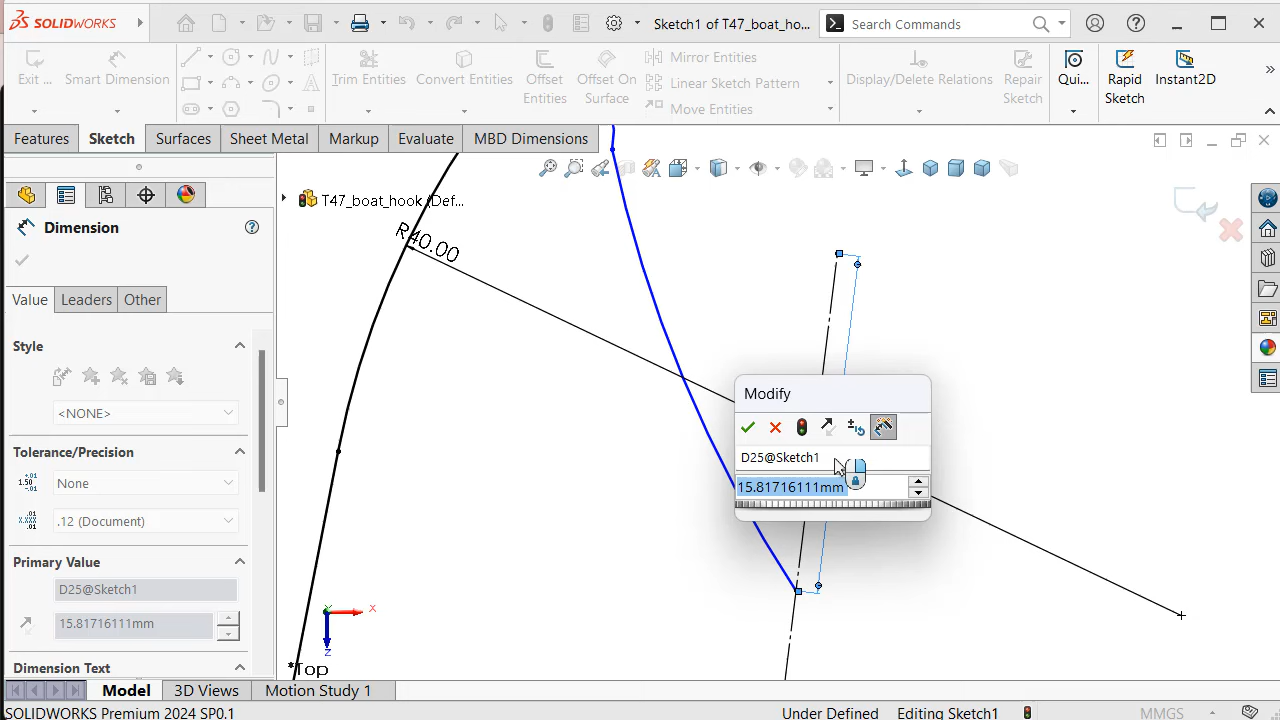 SOLIDWORKS
Sketch1 of T47_boat_ho...
Search Commands
Exit ...
Smart Dimension
Trim Entities
Convert Entities
Offset Entities
Offset On Surface
Mirror Entities
Linear Sketch Pattern
Move Entities
Display/Delete Relations
Repair Sketch
Qui...
Rapid Sketch
Instant2D
Features
Sketch
Surfaces
Sheet Metal
Markup
Evaluate
MBD Dimensions
T47_boat_hook (Def...
Dimension
Value
Leaders
Other
Style
<NONE>
Tolerance/Precision
None
.12 (Document)
Primary Value
D25@Sketch1
15.81716111mm
Dimension Text
R40.00
Modify
D25@Sketch1
15.81716111mm
X
Y
Z
*Top
Model
3D Views
Motion Study 1
SOLIDWORKS Premium 2024 SP0.1
Under Defined
Editing Sketch1
MMGS